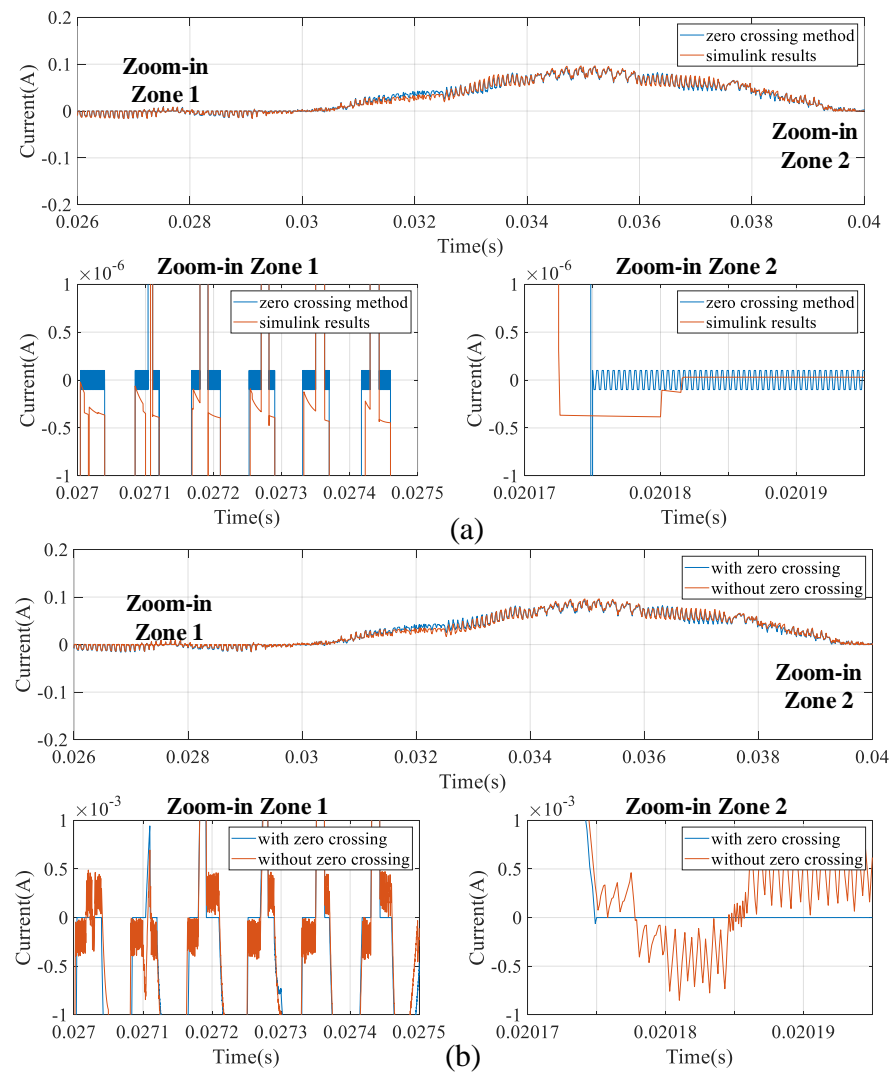 0.2
0.1
0
-0.1
-0.2
Current(A)
zero crossing method
simulink results
Zoom-in
Zone 1
Zoom-in
Zone 2
0.026 0.028 0.03 0.032 0.034 0.036 0.038 0.04
Time(s)
Zoom-in Zone 1
×10-6
1
0.5
0
-0.5
-1
Current(A)
zero crossing method
simulink results
0.027 0.0271 0.0272 0.0273 0.0274 0.0275
Time(s)
Zoom-in Zone 2
×10-6
1
0.5
0
-0.5
-1
Current(A)
zero crossing method
simulink results
0.02017 0.02018 0.02019
Time(s)
(a)
0.2
0.1
0
-0.1
-0.2
Current(A)
with zero crossing
without zero crossing
Zoom-in
Zone 1
Zoom-in
Zone 2
0.026 0.028 0.03 0.032 0.034 0.036 0.038 0.04
Time(s)
Zoom-in Zone 1
×10-3
1
0.5
0
-0.5
-1
Current(A)
with zero crossing
without zero crossing
0.027 0.0271 0.0272 0.0273 0.0274 0.0275
Time(s)
Zoom-in Zone 2
×10-3
1
0.5
0
-0.5
-1
Current(A)
with zero crossing
without zero crossing
0.02017 0.02018 0.02019
Time(s)
(b)